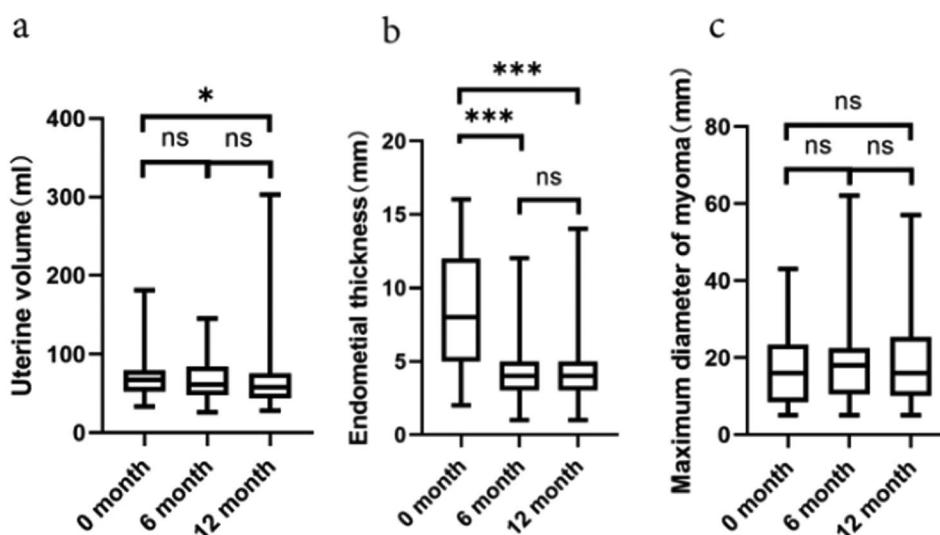 a
Uterine volume(ml)
400
300
200
100
0
*
ns ns
0 month
6 month
12 month
b
Endometial thickness(mm)
20
15
10
5
0
***
***
ns
0 month
6 month
12 month
c
Maximum diameter of myoma(mm)
80
60
40
20
0
ns
ns ns
0 month
6 month
12 month